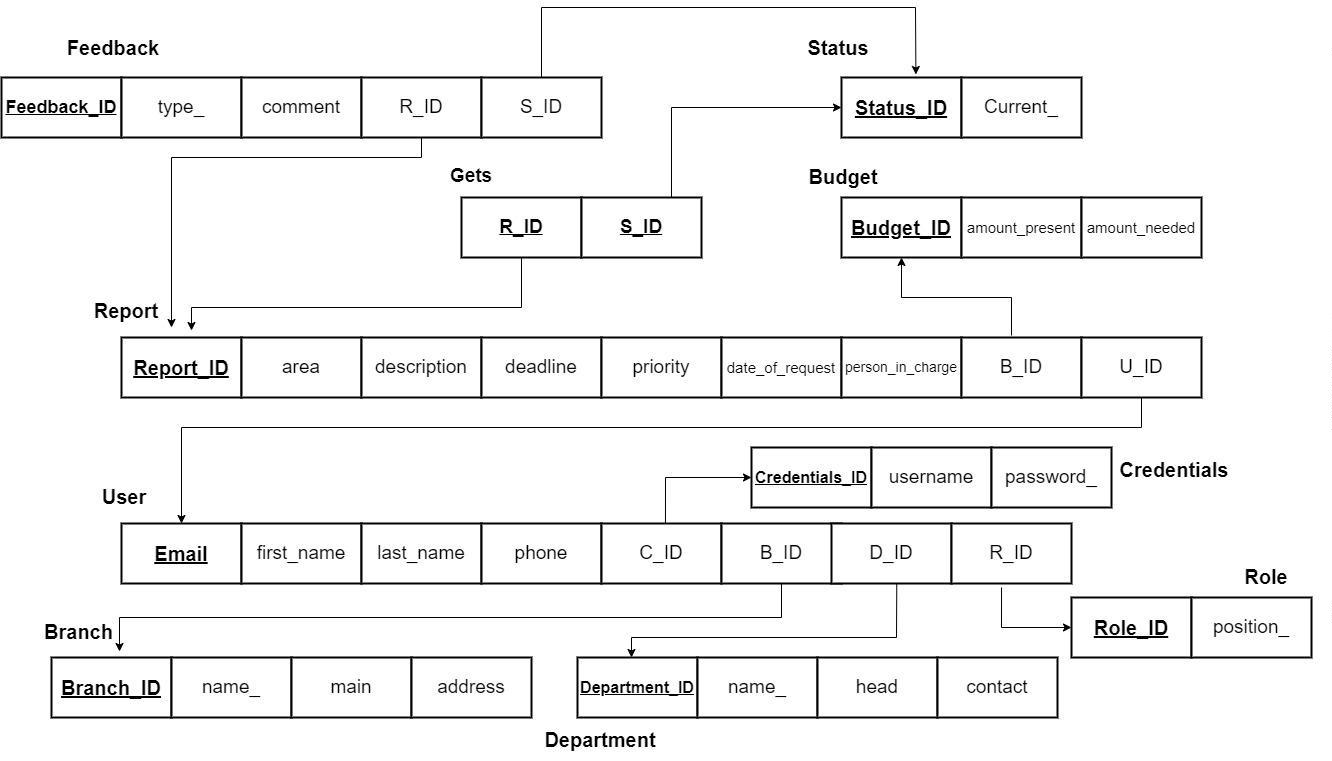 Feedback
Status
Feedback_ID type_ comment R_ID S_ID
Status_ID Current_
Gets
Budget
R_ID S_ID
Budget_ID amount_present amount_needed
Report
Report_ID area description deadline priority date_of_request person_in_charge B_ID U_ID
Credentials_ID username password_
Credentials
User
Email first_name last_name phone C_ID B_ID D_ID R_ID
Role
Role_ID position_
Branch
Branch_ID name_ main address
Department_ID name_ head contact
Department